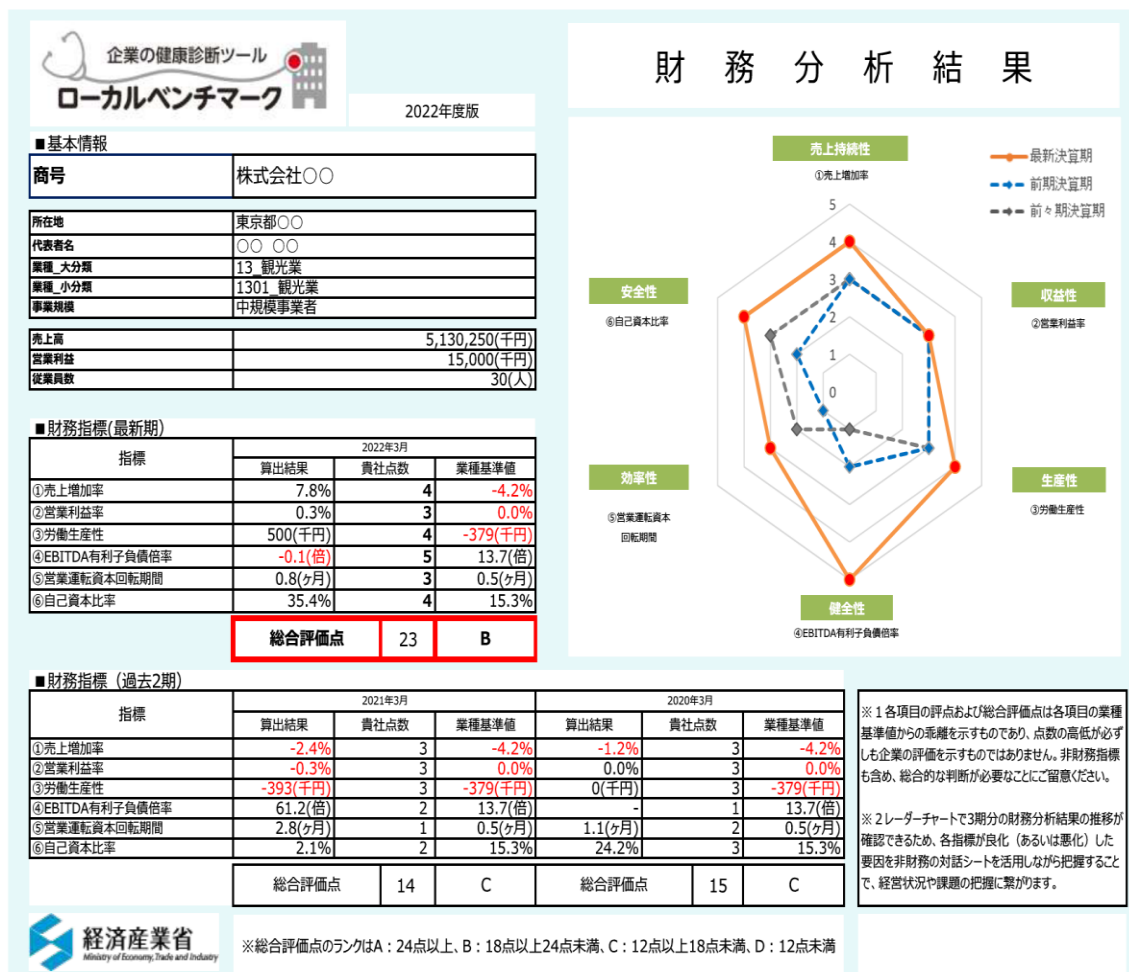 企業の健康診断ツール
ローカルベンチマーク
2022年度版
財務分析結果
■基本情報
商号 株式会社〇〇
所在地 東京都〇〇
代表者名 〇〇 〇〇
業種_大分類 13_観光業
業種_小分類 1301_観光業
事業規模 中規模事業者
売上高 5,130,250(千円)
営業利益 15,000(千円)
従業員数 30(人)
■財務指標(最新期)
指標 2022年3月
算出結果 貴社点数 業種基準値
①売上増加率 7.8% 4 -4.2%
②営業利益率 0.3% 3 0.0%
③労働生産性 500(千円) 4 -379(千円)
④EBITDA有利子負債倍率 -0.1(倍) 5 13.7(倍)
⑤営業運転資本回転期間 0.8(ヶ月) 3 0.5(ヶ月)
⑥自己資本比率 35.4% 4 15.3%
総合評価点 23 B
売上持続性
①売上増加率
最新決算期
前期決算期
前々期決算期
5
4
3
2
1
0
安全性
⑥自己資本比率
収益性
②営業利益率
効率性
⑤営業運転資本
回転期間
生産性
③労働生産性
健全性
④EBITDA有利子負債倍率
■財務指標（過去2期）
指標 2021年3月 2020年3月
算出結果 貴社点数 業種基準値 算出結果 貴社点数 業種基準値
①売上増加率 -2.4% 3 -4.2% -1.2% 3 -4.2%
②営業利益率 -0.3% 3 0.0% 0.0% 3 0.0%
③労働生産性 -393(千円) 3 -379(千円) 0(千円) 3 -379(千円)
④EBITDA有利子負債倍率 61.2(倍) 2 13.7(倍) - 1 13.7(倍)
⑤営業運転資本回転期間 2.8(ヶ月) 1 0.5(ヶ月) 1.1(ヶ月) 2 0.5(ヶ月)
⑥自己資本比率 2.1% 2 15.3% 24.2% 3 15.3%
総合評価点 14 C 総合評価点 15 C
※１各項目の評点および総合評価点は各項目の業種
基準値からの乖離を示すものであり、点数の高低が必ず
しも企業の評価を示すものではありません。非財務指標
も含め、総合的な判断が必要なことにご留意ください。
※２レーダーチャートで3期分の財務分析結果の推移が
確認できるため、各指標が良化（あるいは悪化）した
要因を非財務の対話シートを活用しながら把握すること
で、経営状況や課題の把握に繋がります。
経済産業省
Ministry of Economy, Trade and Industry
※総合評価点のランクはA：24点以上、B：18点以上24点未満、C：12点以上18点未満、D：12点未満